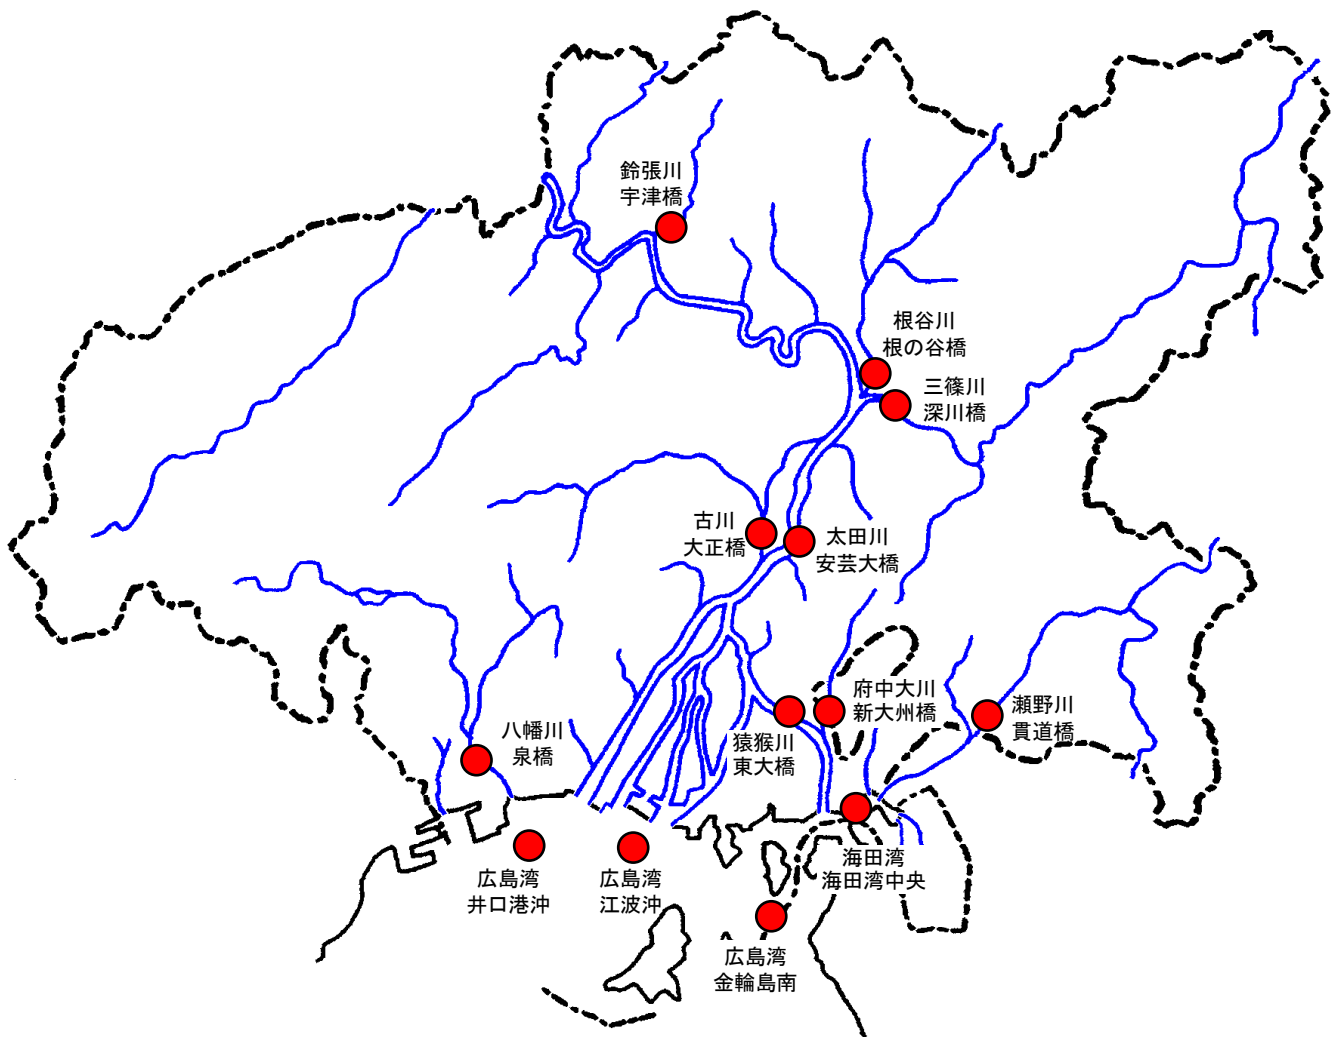 鈴張川
宇津橋
根谷川
根の谷橋
三篠川
深川橋
古川
大正橋
太田川
安芸大橋
府中大川
新大州橋
瀬野川
貫道橋
八幡川
泉橋
猿猴川
東大橋
海田湾
海田湾中央
広島湾
井口港沖
広島湾
江波沖
広島湾
金輪島南